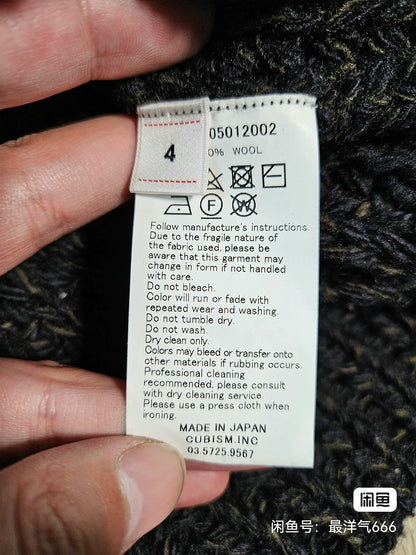 4
05012002
0% WOOL
F
W
Follow manufacture's instructions.
Due to the fragile nature of
the fabric used, please be
aware that this garment may
change in form if not handled
with care.
Do not bleach.
Color will run or fade with
repeated wear and washing.
Do not tumble dry.
Do not wash.
Dry clean only.
Colors may bleed or transfer onto
other materials if rubbing occurs.
Professional cleaning
recommended, please consult
with dry cleaning service.
Please use a press cloth when
ironing.
MADE IN JAPAN
CUBISM.INC
03.5725.9567
闲鱼
闲鱼号：最洋气666